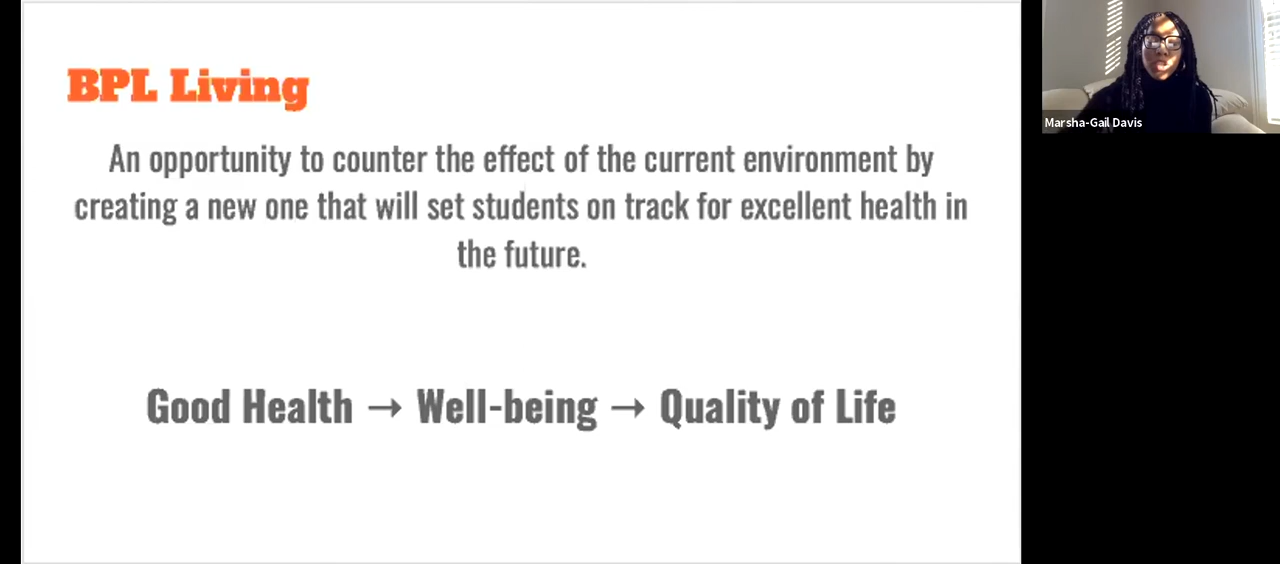 BPL Living
An opportunity to counter the effect of the current environment by
creating a new one that will set students on track for excellent health in
the future.
Good Health → Well-being → Quality of Life
Marsha-Gail Davis